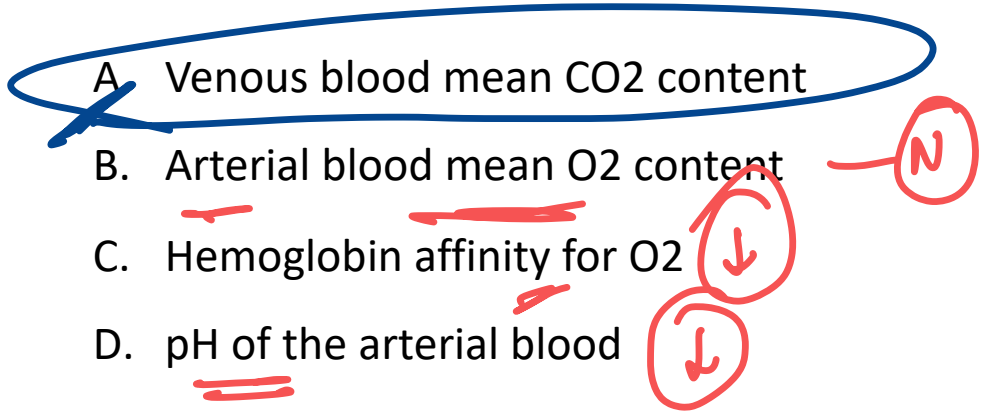 A. Venous blood mean CO2 content
B. Arterial blood mean O2 content — N
C. Hemoglobin affinity for O2 ↓
D. pH of the arterial blood ↓